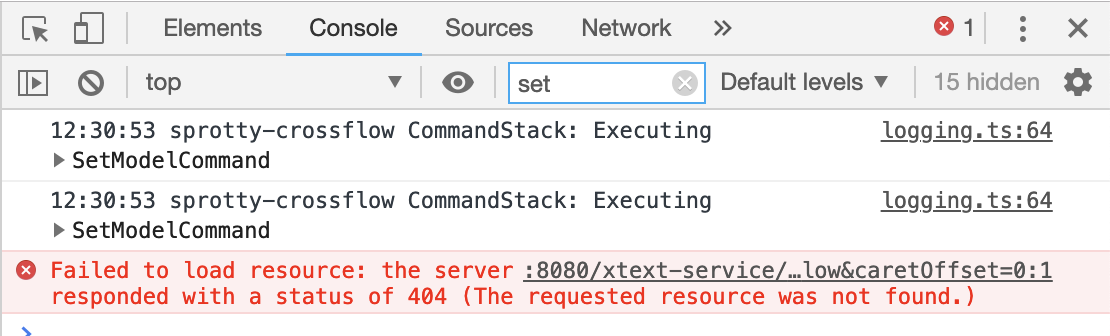 Elements Console Sources Network » 1
top set Default levels 15 hidden
12:30:53 sprotty-crossflow CommandStack: Executing logging.ts:64
SetModelCommand
12:30:53 sprotty-crossflow CommandStack: Executing logging.ts:64
SetModelCommand
Failed to load resource: the server :8080/xtext-service/…low&caretOffset=0:1
responded with a status of 404 (The requested resource was not found.)